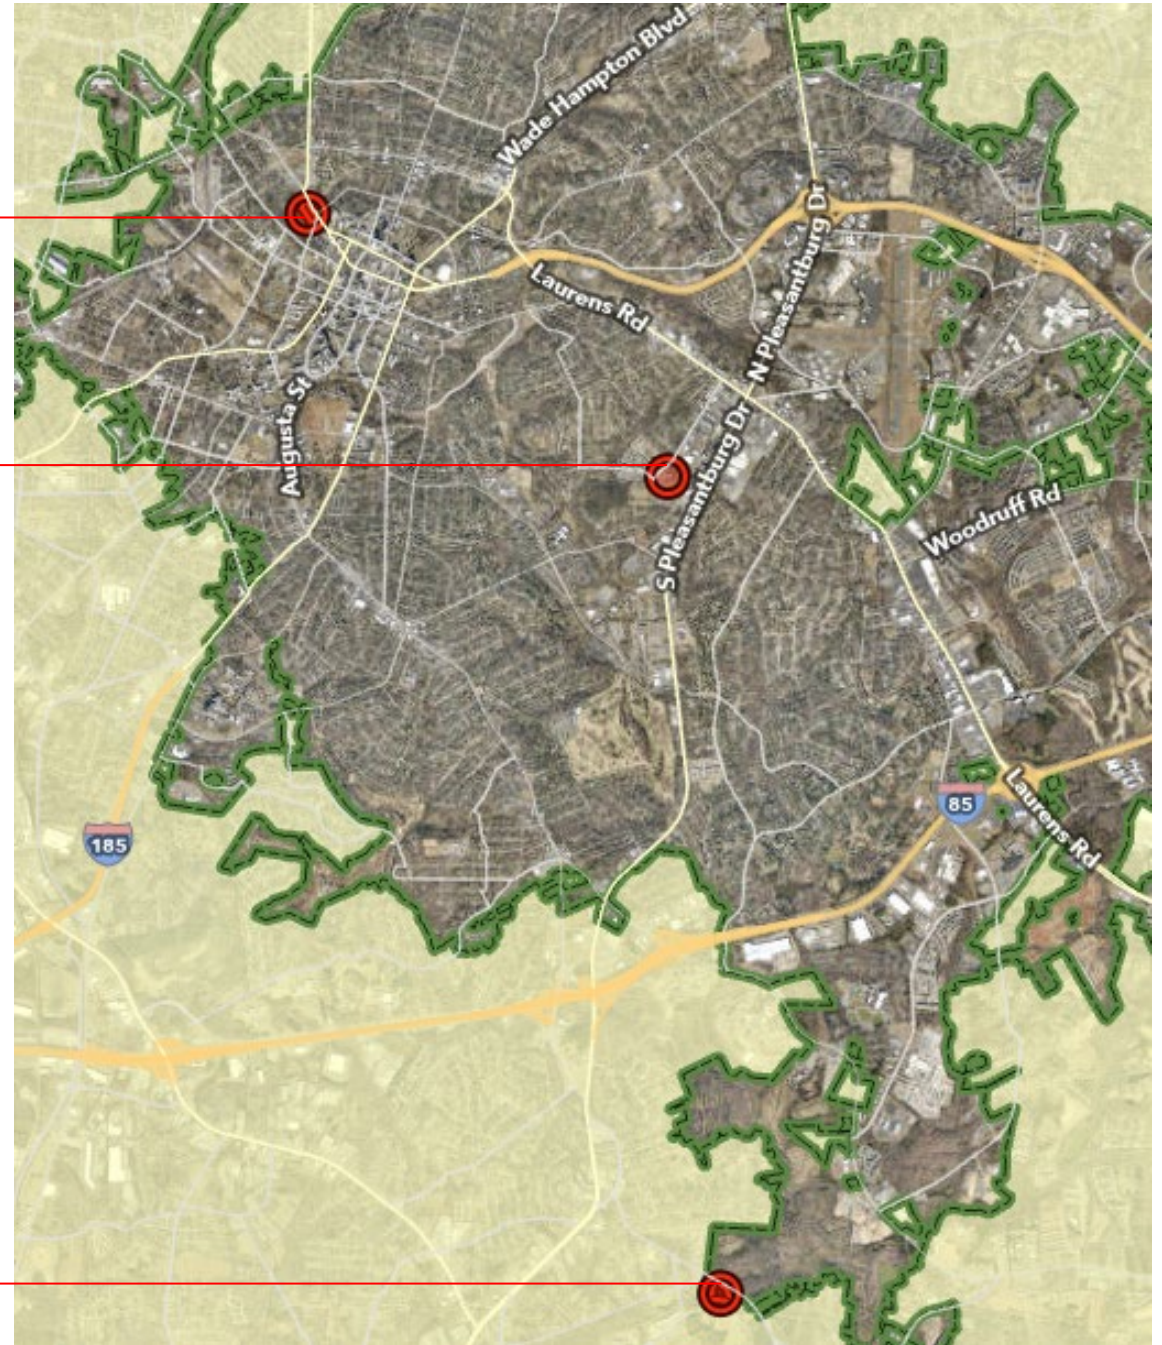 Wade Hampton Blvd
N Pleasantburg Dr
Laurens Rd
Augusta St
S Pleasantburg Dr
Woodruff Rd
85
Laurens Rd
185